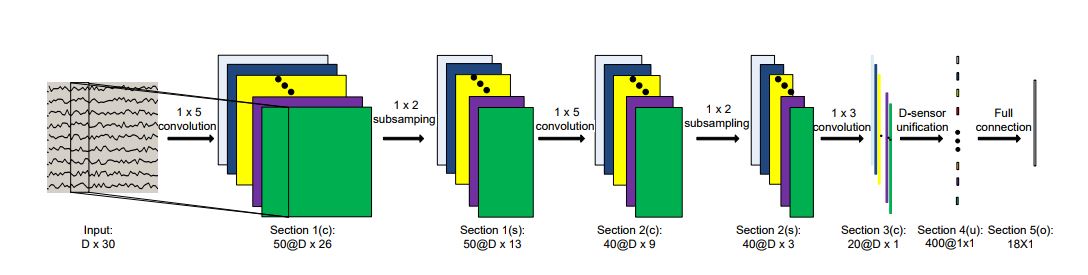 1 x 5
convolution
1 x 2
subsamping
1 x 5
convolution
1 x 2
subsampling
1 x 3
convolution
D-sensor
unification
Full
connection
Input:
D x 30
Section 1(c):
50@D x 26
Section 1(s):
50@D x 13
Section 2(c):
40@D x 9
Section 2(s):
40@D x 3
Section 3(c):
20@D x 1
Section 4(u):
400@1x1
Section 5(o):
18X1